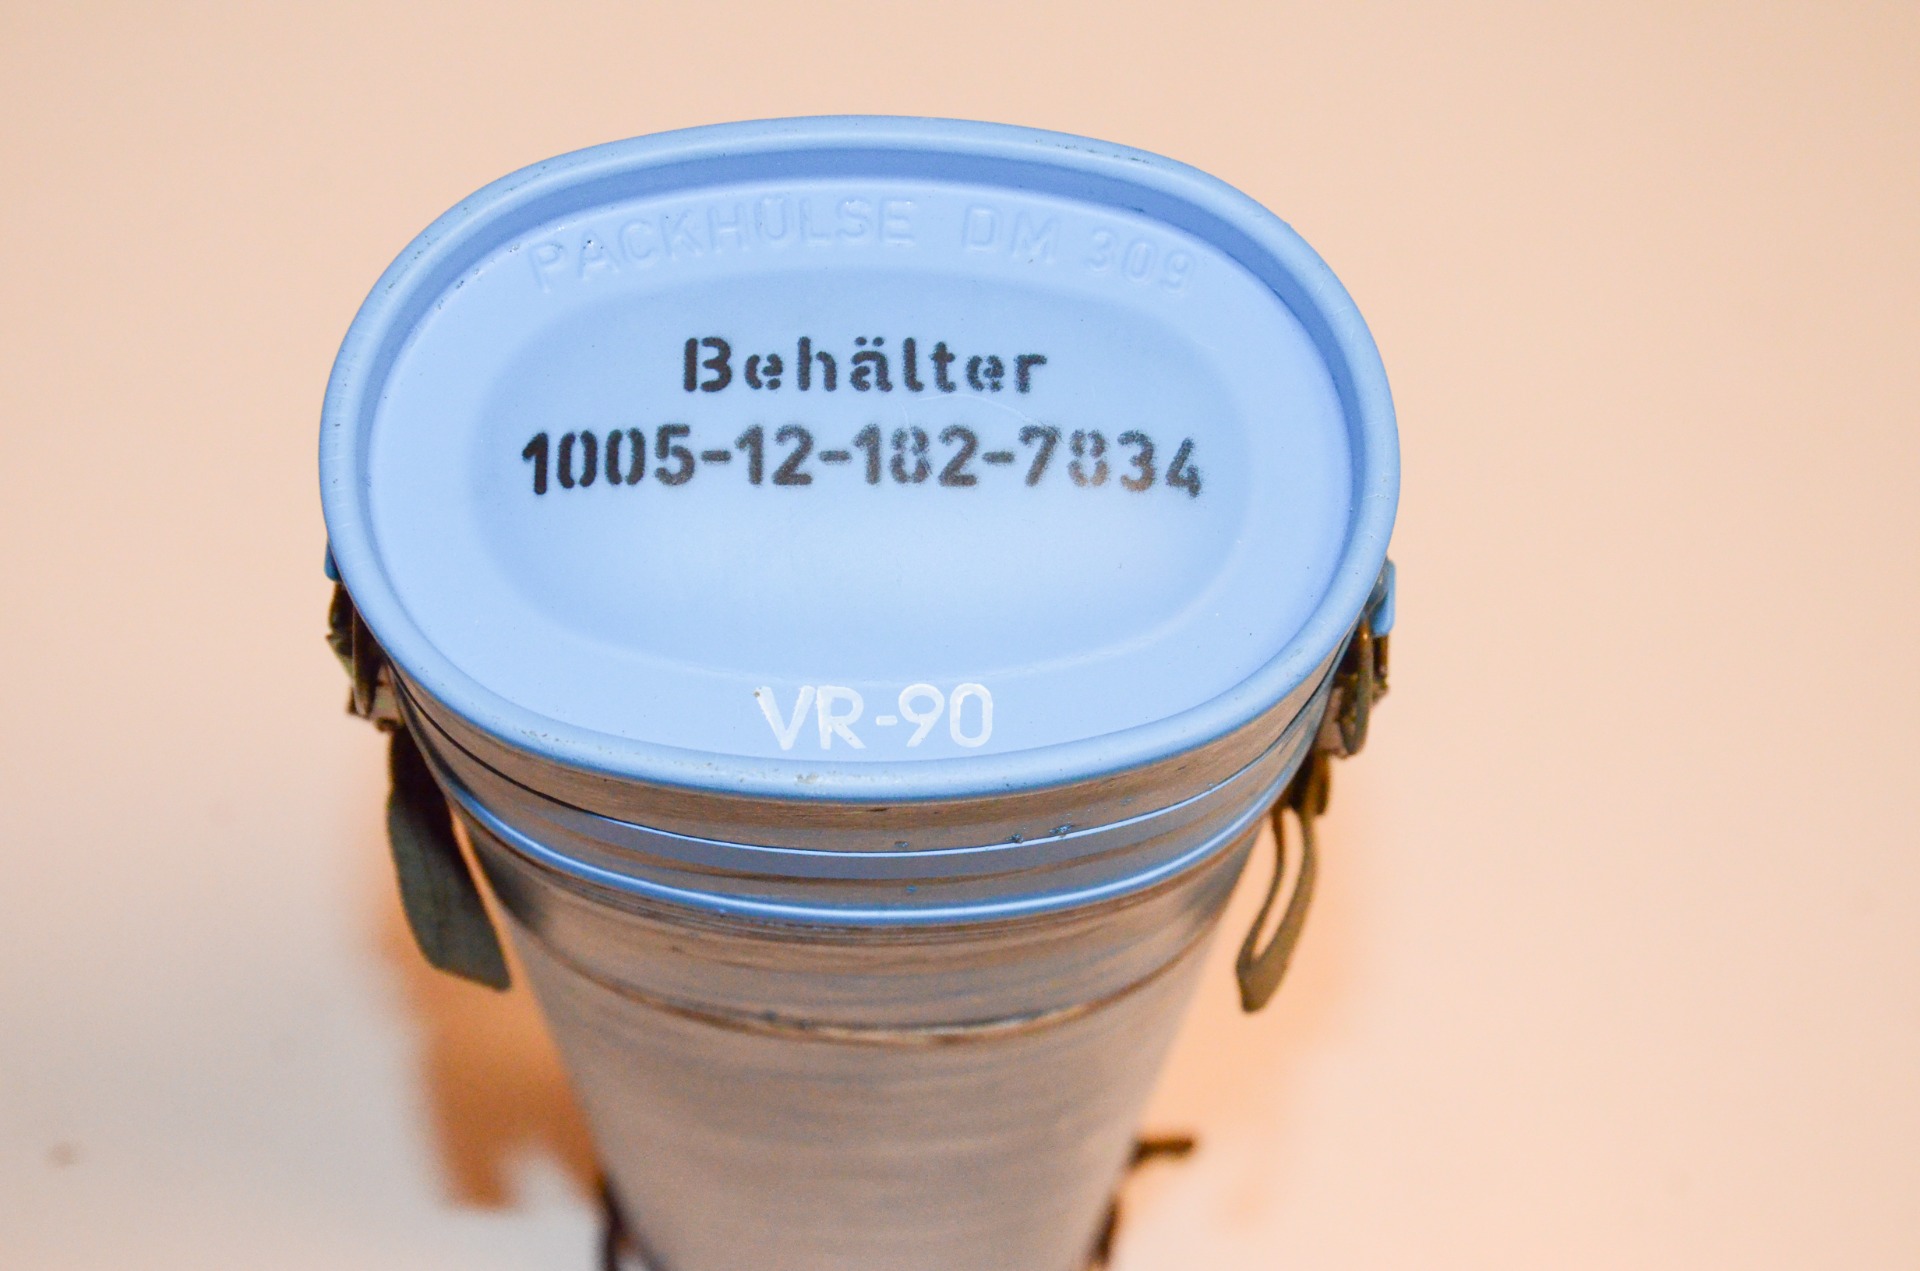 PACKHÜLSE DM 309
Behälter
1005-12-182-7834
VR-90